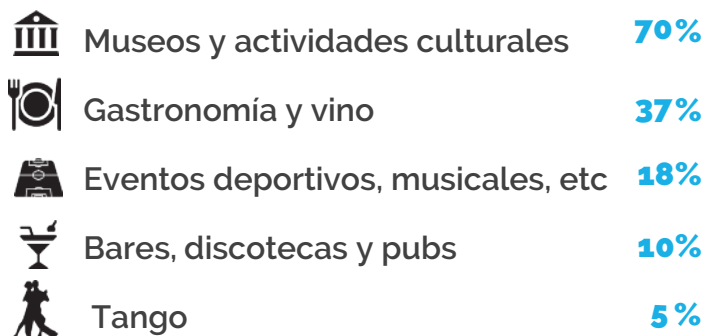 Museos y actividades culturales 70%
Gastronomía y vino 37%
Eventos deportivos, musicales, etc 18%
Bares, discotecas y pubs 10%
Tango 5 %